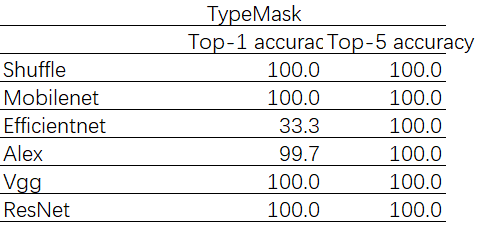 TypeMask
Top-1 accurac Top-5 accuracy
Shuffle 100.0 100.0
Mobilenet 100.0 100.0
Efficientnet 33.3 100.0
Alex 99.7 100.0
Vgg 100.0 100.0
ResNet 100.0 100.0